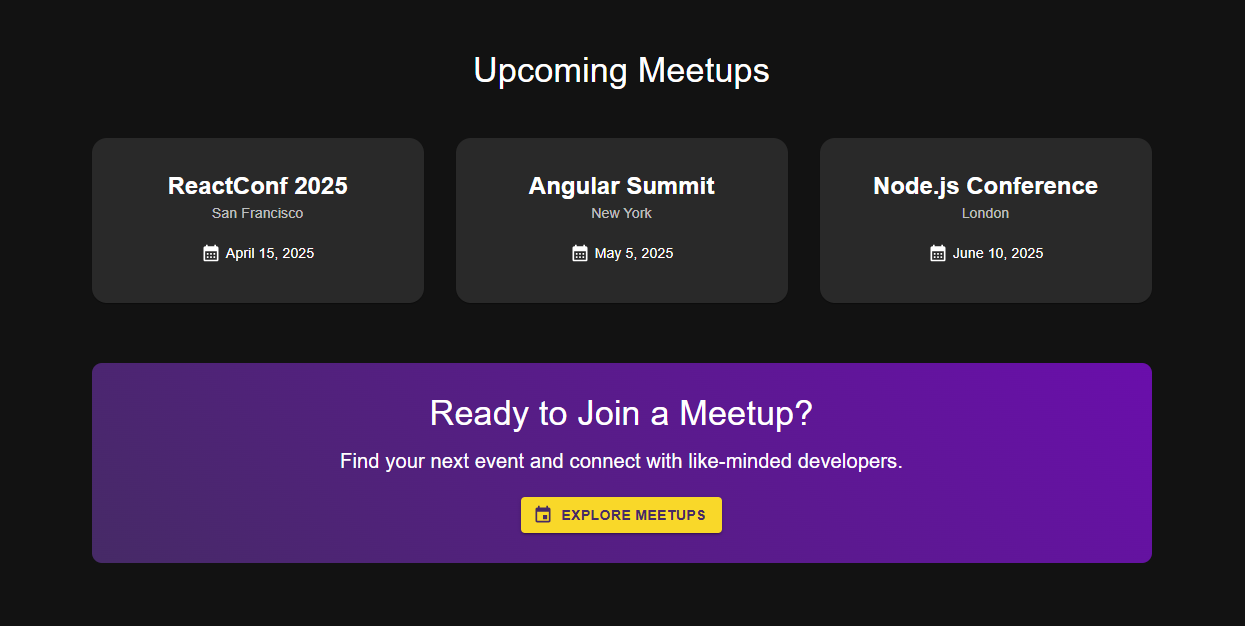 Upcoming Meetups
ReactConf 2025
San Francisco
April 15, 2025
Angular Summit
New York
May 5, 2025
Node.js Conference
London
June 10, 2025
Ready to Join a Meetup?
Find your next event and connect with like-minded developers.
EXPLORE MEETUPS